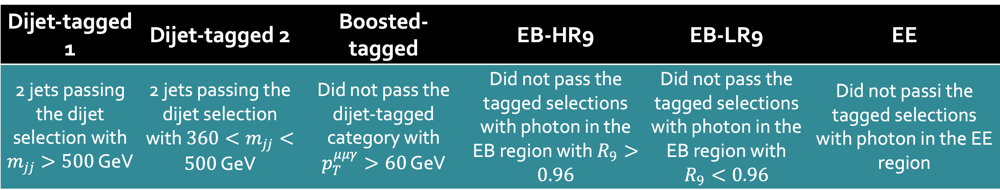 Dijet-tagged
1
Dijet-tagged 2
Boosted-
tagged
EB-HR9
EB-LR9
EE
2 jets passing
the dijet
selection with
m_{jj} > 500 GeV
2 jets passing the
dijet selection
with 360 < m_{jj} <
500 GeV
Did not pass the
dijet-tagged
category with
p_T^{μμγ} > 60 GeV
Did not pass the
tagged selections
with photon in the
EB region with R_9 >
0.96
Did not pass the
tagged selections
with photon in the
EB region with
R_9 < 0.96
Did not passi the
tagged selections
with photon in the EE
region